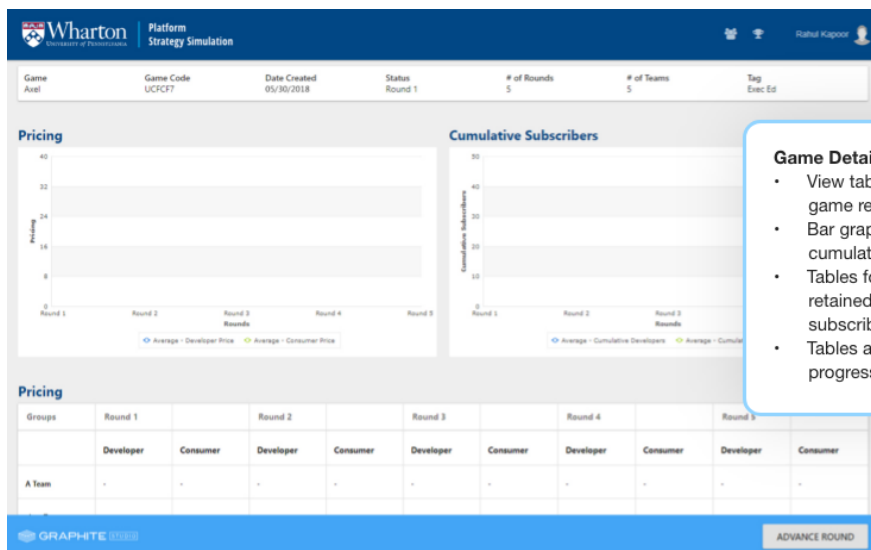 Wharton
UNIVERSITY of PENNSYLVANIA
Platform
Strategy Simulation
Rahul Kapoor
Game Game Code Date Created Status # of Rounds # of Teams Tag
Axel UCFCF7 05/30/2018 Round 1 5 5 Exec Ed
Pricing
40
32
24
16
8
0
Pricing
Round 1 Round 2 Round 3 Round 4 Round 5
Rounds
Average - Developer Price Average - Consumer Price
Cumulative Subscribers
50
40
30
20
10
0
Cumulative Subscribers
Round 1 Round 2 Round 3
Rounds
Average - Cumulative Developers Average - Cumulat
Game Detai
• View tab
game re
• Bar grap
cumulat
• Tables fo
retained
subscrib
• Tables a
progress
Pricing
Groups Round 1 Round 2 Round 3 Round 4 Round 5
Developer Consumer Developer Consumer Developer Consumer Developer Consumer Developer Consumer
A Team - - - - - - - - - -
GRAPHITE
ADVANCE ROUND